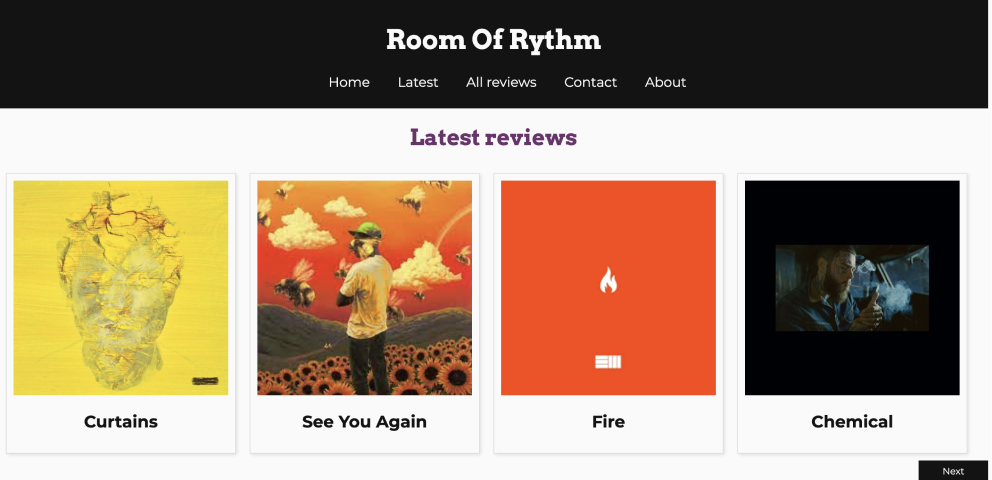 Room Of Rythm
Home Latest All reviews Contact About
Latest reviews
Curtains See You Again Fire Chemical
Next